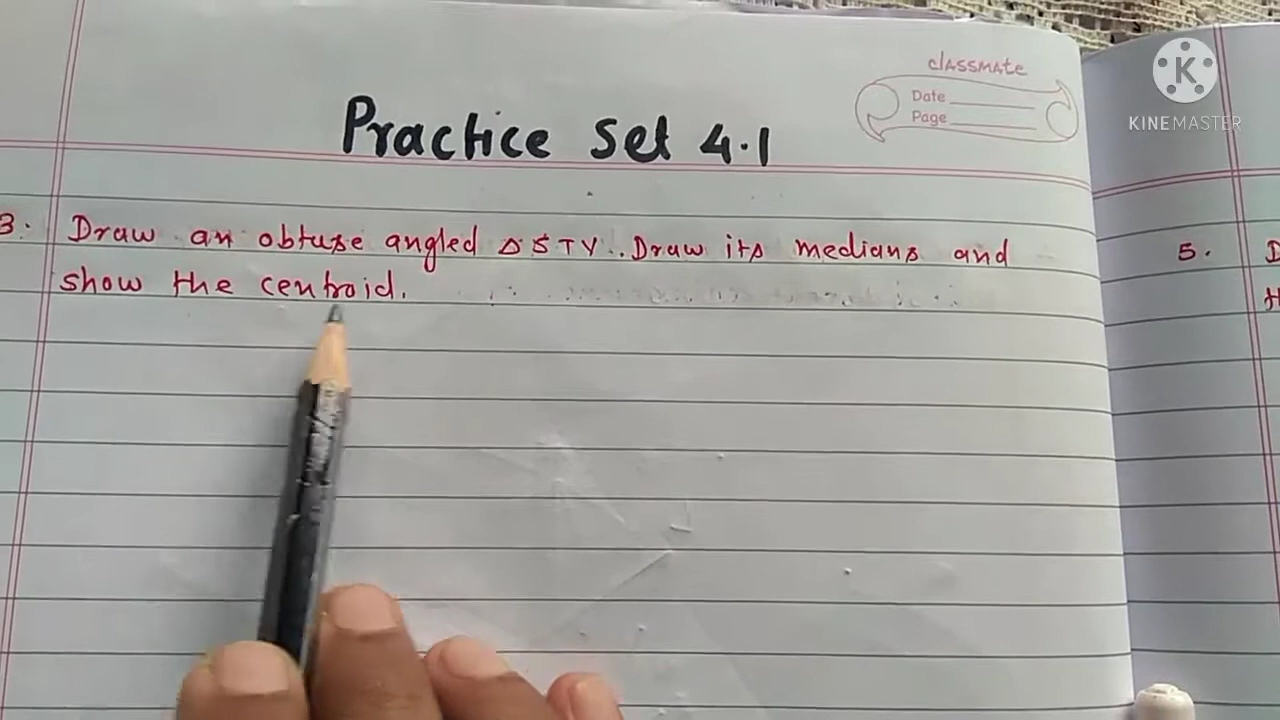 classmate
Date
Page
KINEMASTER
Practice Set 4.1
3. Draw an obtuse angled Δ STV. Draw its medians and
show the centroid.
5.